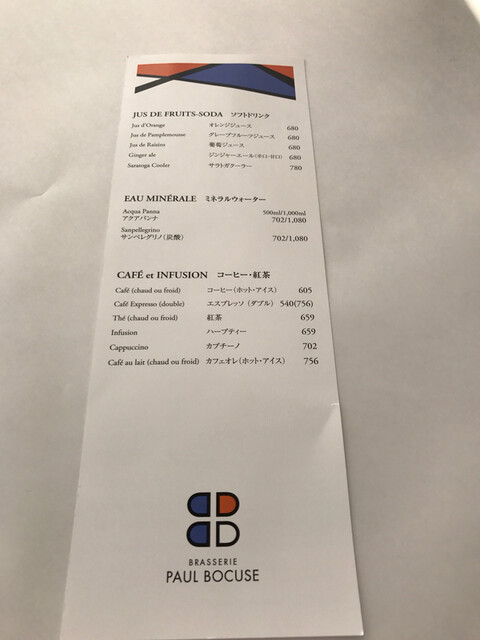 JUS DE FRUITS-SODA ソフトドリンク
Jus d'Orange オレンジジュース 680
Jus de Pamplemousse グレープフルーツジュース 680
Jus de Raisins 葡萄ジュース 680
Ginger ale ジンジャーエール(辛口・甘口) 680
Saratoga Cooler サラトガクーラー 780
EAU MINÉRALE ミネラルウォーター
Acqua Panna 500ml/1,000ml
アクアパンナ 702/1,080
Sanpellegrino
サンペレグリノ(炭酸) 702/1,080
CAFÉ et INFUSION コーヒー・紅茶
Café (chaud ou froid) コーヒー(ホット・アイス) 605
Café Expresso (double) エスプレッソ(ダブル) 540(756)
Thé (chaud ou froid) 紅茶 659
Infusion ハーブティー 659
Cappuccino カプチーノ 702
Café au lait (chaud ou froid) カフェオレ(ホット・アイス) 756
BRASSERIE
PAUL BOCUSE